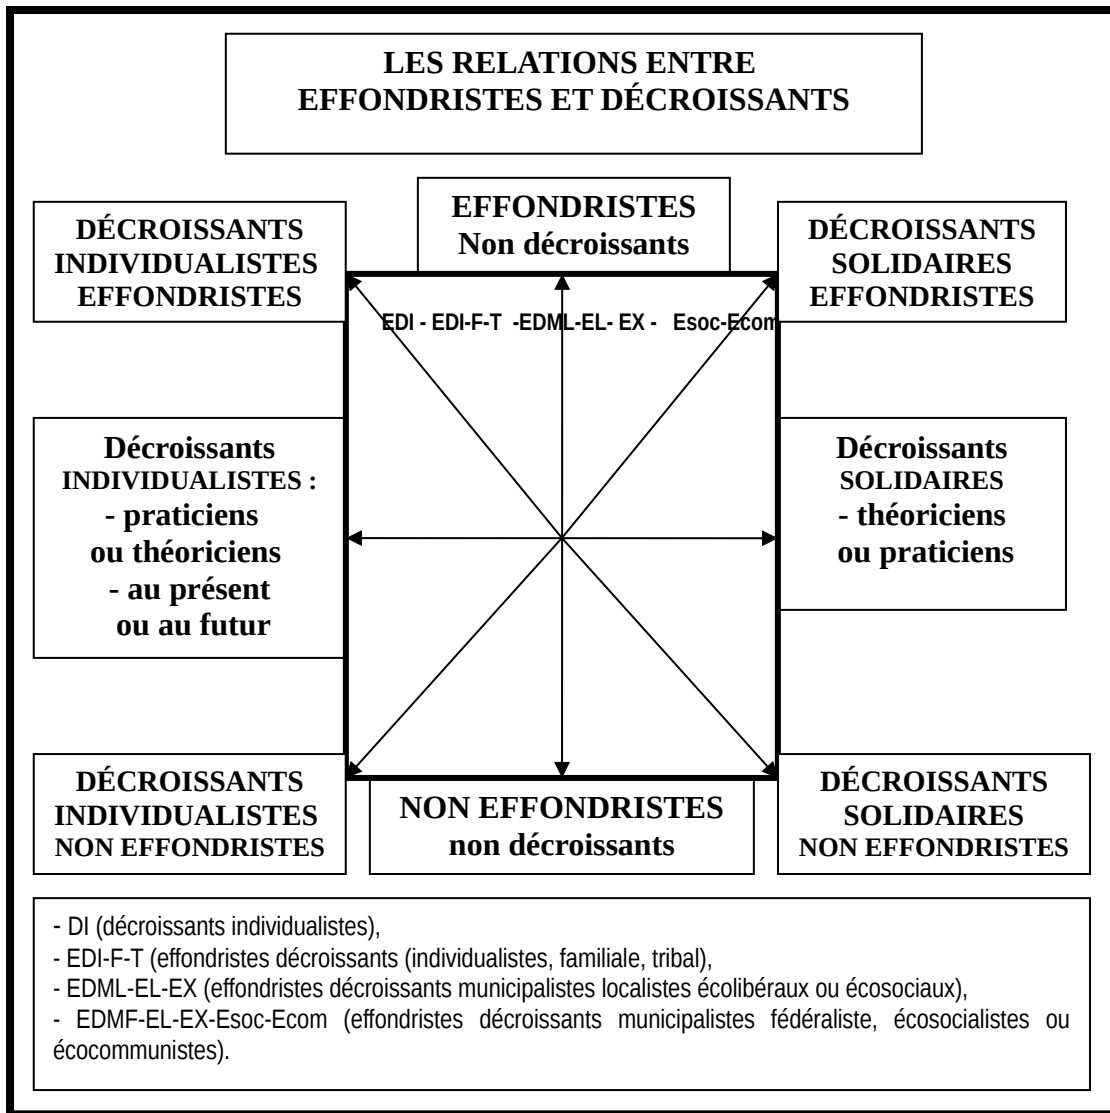 LES RELATIONS ENTRE
EFFONDRISTES ET DÉCROISSANTS
EFFONDRISTES
Non décroissants
DÉCROISSANTS
INDIVIDUALISTES
EFFONDRISTES
DÉCROISSANTS
SOLIDAIRES
EFFONDRISTES
EDI - EDI-F-T -EDML-EL- EX - Esoc-Ecom
Décroissants
INDIVIDUALISTES :
- praticiens
ou théoriciens
- au présent
ou au futur
Décroissants
SOLIDAIRES
- théoriciens
ou praticiens
DÉCROISSANTS
INDIVIDUALISTES
NON EFFONDRISTES
NON EFFONDRISTES
non décroissants
DÉCROISSANTS
SOLIDAIRES
NON EFFONDRISTES
- DI (décroissants individualistes),
- EDI-F-T (effondristes décroissants (individualistes, familiale, tribal),
- EDML-EL-EX (effondristes décroissants municipalistes localistes écolibéraux ou écosociaux),
- EDMF-EL-EX-Esoc-Ecom (effondristes décroissants municipalistes fédéraliste, écosocialistes ou
écocommunistes).